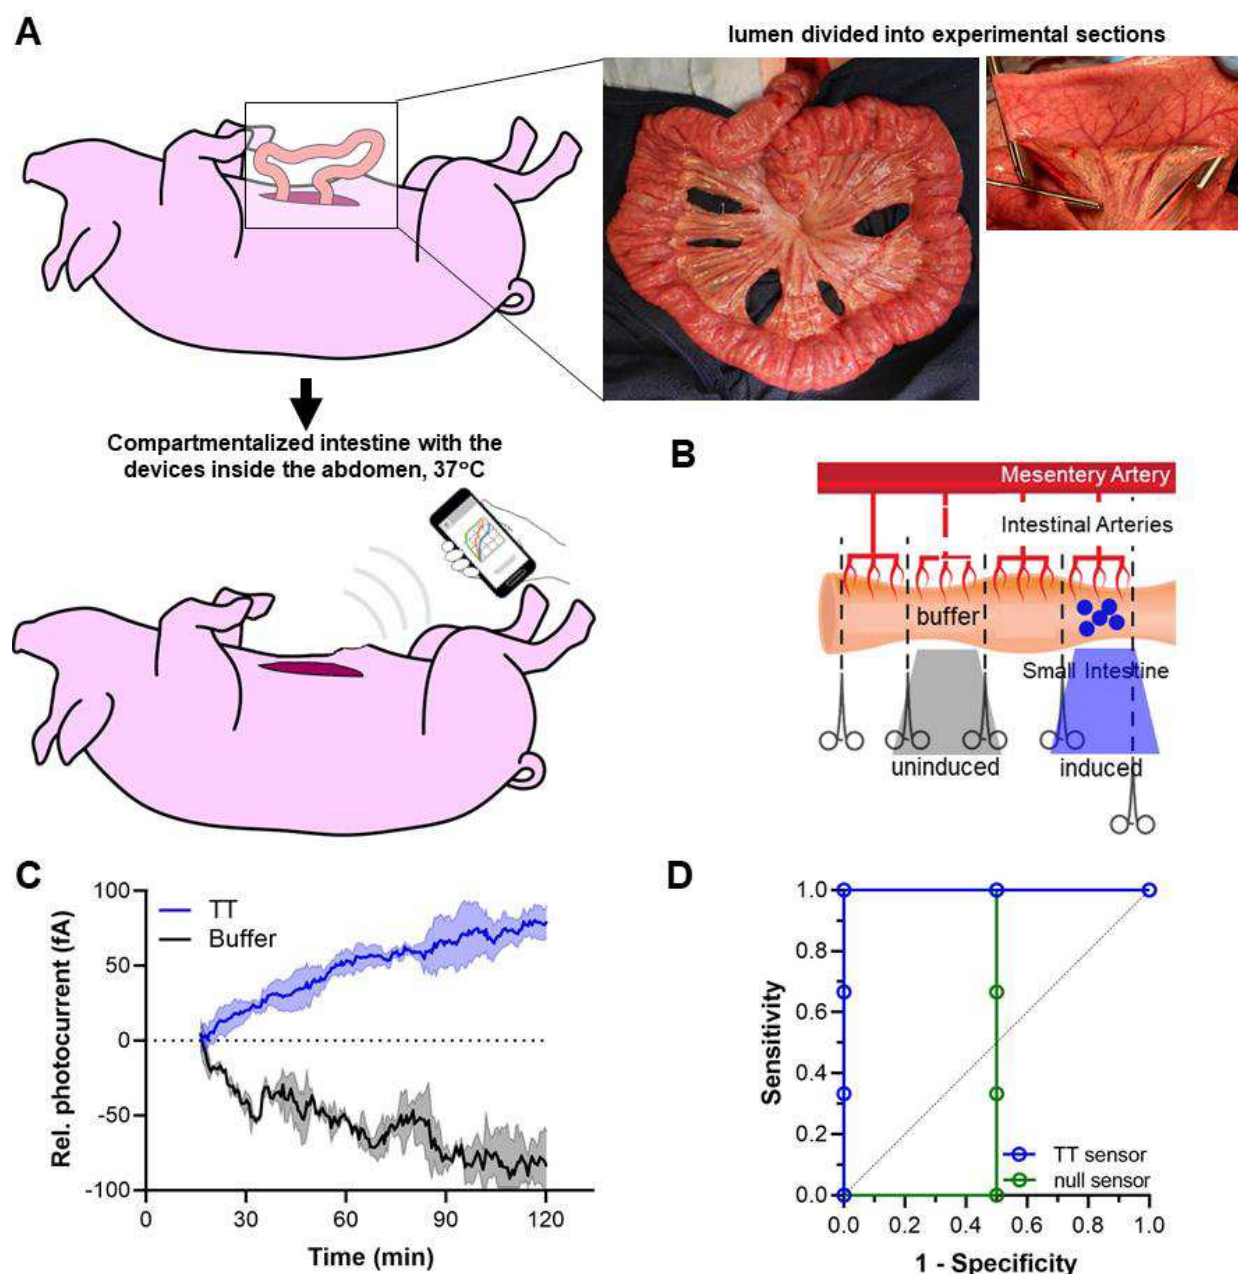 A
lumen divided into experimental sections
Compartmentalized intestine with the
devices inside the abdomen, 37°C
B
Mesentery Artery
Intestinal Arteries
buffer
Small Intestine
uninduced
induced
C
TT
Buffer
Rel. photocurrent (fA)
100
50
0
-50
-100
0
30
60
90
120
Time (min)
D
Sensitivity
1.0
0.8
0.6
0.4
0.2
0.0
TT sensor
null sensor
0.0
0.2
0.4
0.6
0.8
1.0
1 - Specificity